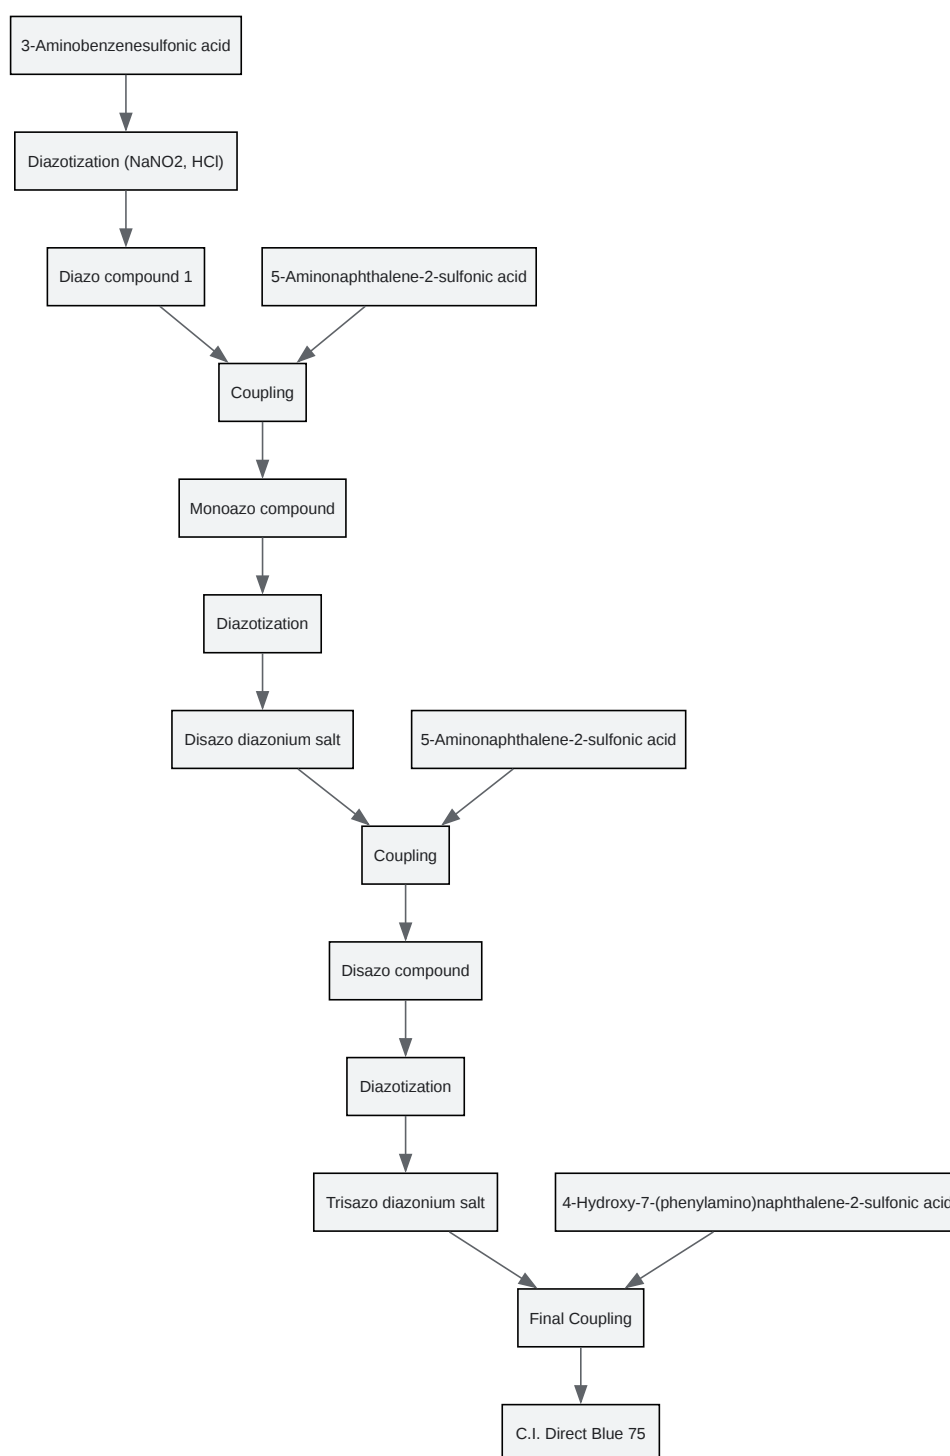 3-Aminobenzenesulfonic acid
Diazotization (NaNO2, HCl)
Diazo compound 1
5-Aminonaphthalene-2-sulfonic acid
Coupling
Monoazo compound
Diazotization
Disazo diazonium salt
5-Aminonaphthalene-2-sulfonic acid
Coupling
Disazo compound
Diazotization
Trisazo diazonium salt
4-Hydroxy-7-(phenylamino)naphthalene-2-sulfonic acid
Final Coupling
C.I. Direct Blue 75